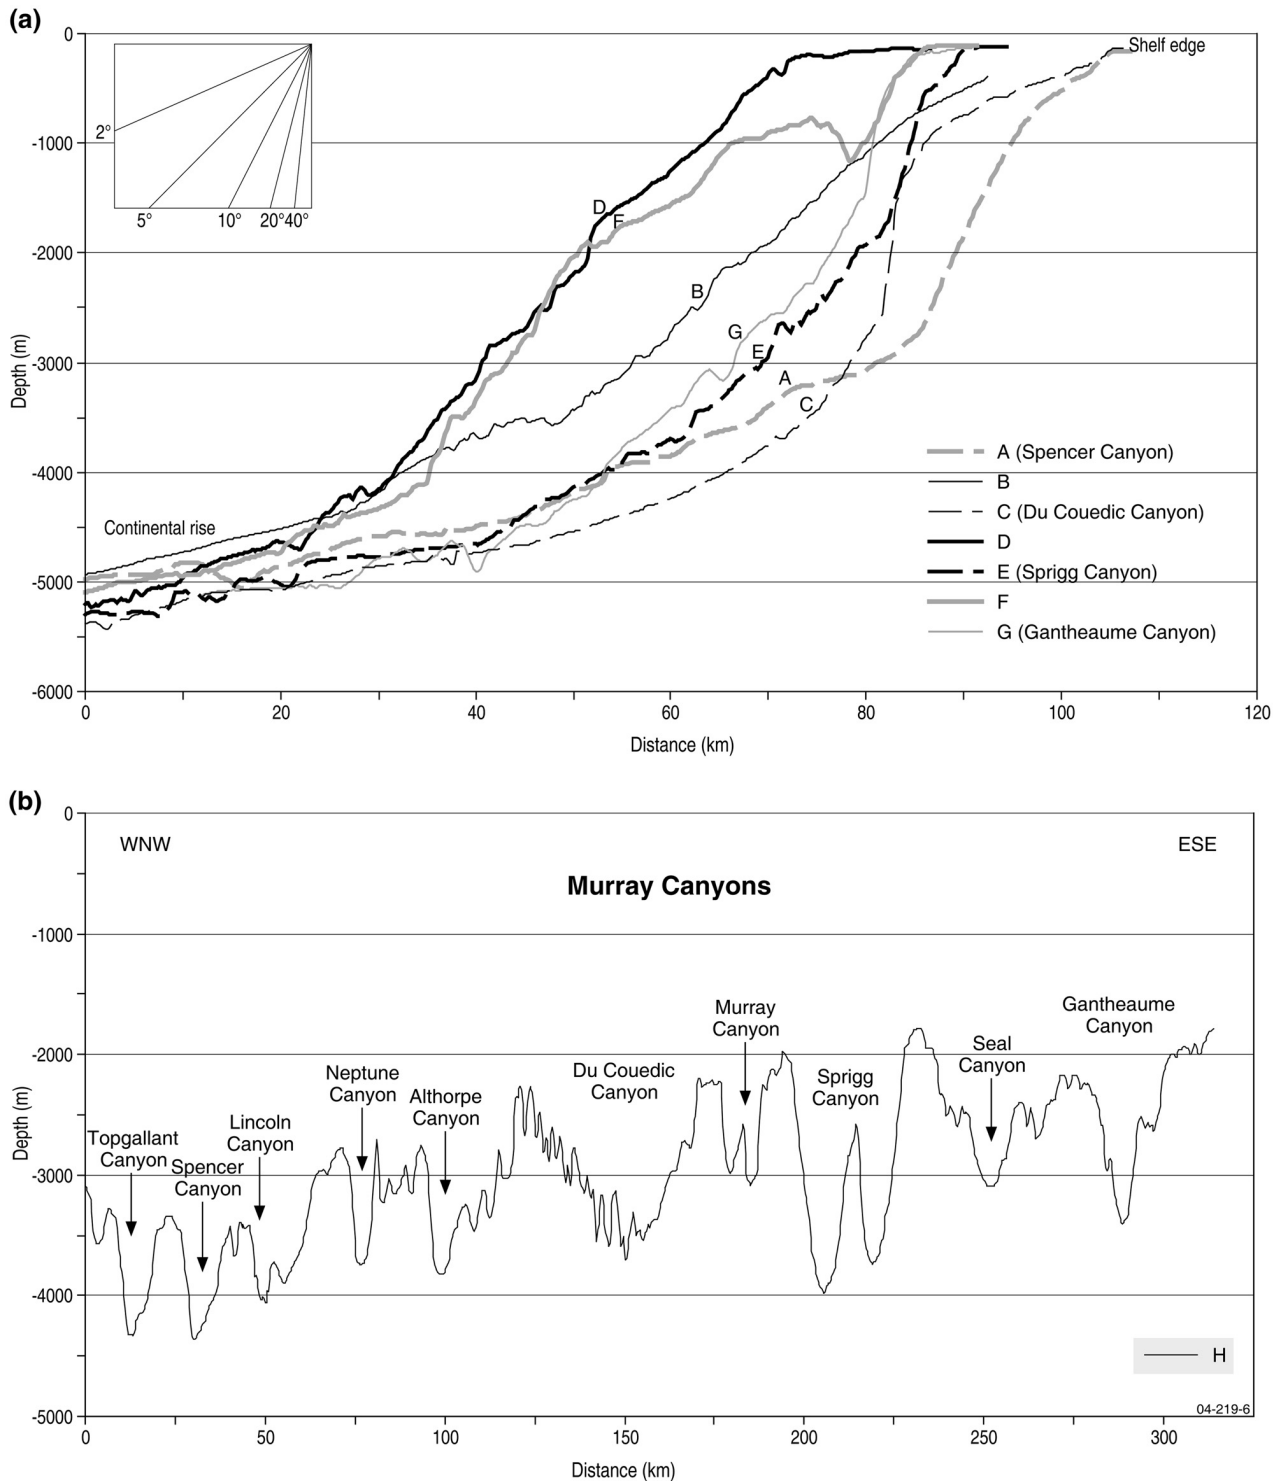 (a)
0
-1000
-2000
-3000
-4000
-5000
-6000
Depth (m)
2°
5°
10°
20°
40°
Shelf edge
D
F
B
G
E
A
C
Continental rise
A (Spencer Canyon)
B
C (Du Couedic Canyon)
D
E (Sprigg Canyon)
F
G (Gantheaume Canyon)
0
20
40
60
80
100
120
Distance (km)
(b)
0
-1000
-2000
-3000
-4000
-5000
Depth (m)
WNW
ESE
Murray Canyons
Topgallant
Canyon
Spencer
Canyon
Lincoln
Canyon
Neptune
Canyon
Althorpe
Canyon
Du Couedic
Canyon
Murray
Canyon
Sprigg
Canyon
Seal
Canyon
Gantheaume
Canyon
H
04-219-6
0
50
100
150
200
250
300
Distance (km)